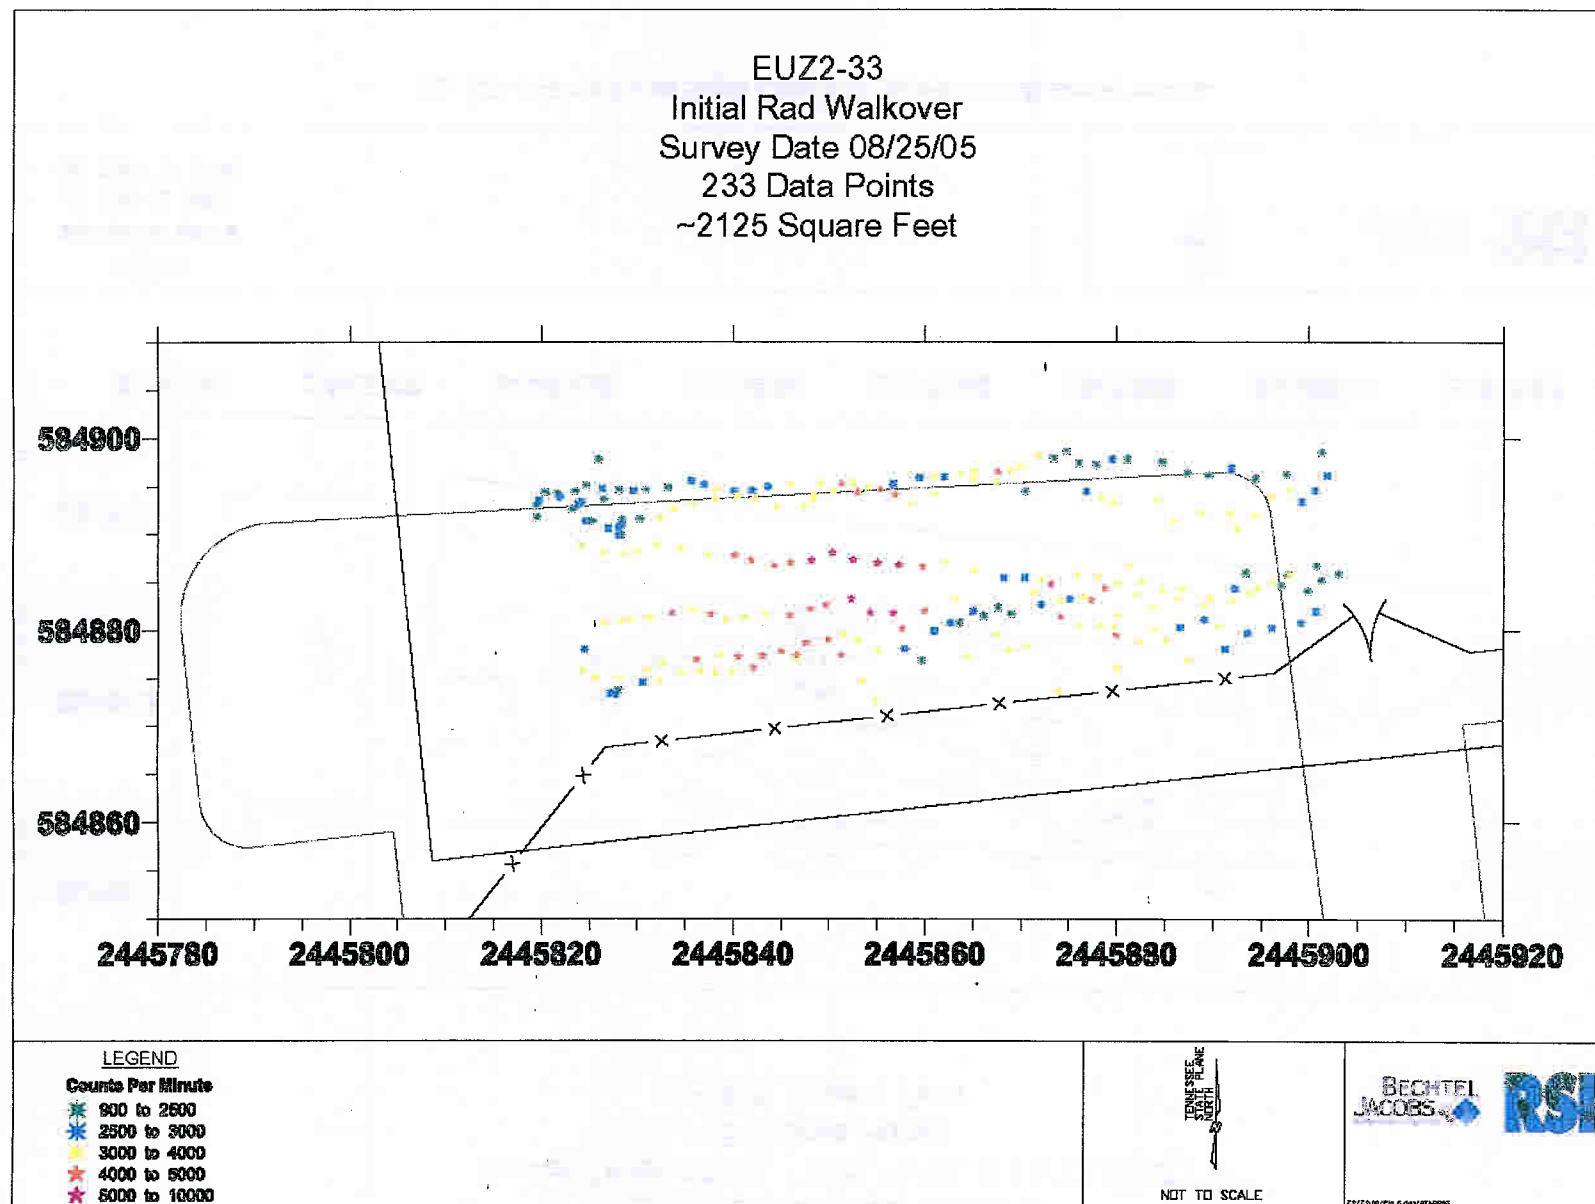 EUZ2-33
Initial Rad Walkover
Survey Date 08/25/05
233 Data Points
~2125 Square Feet
584900
584880
584860
2445780 2445800 2445820 2445840 2445860 2445880 2445900 2445920
LEGEND
Counts Per Minute
900 to 2500
2500 to 3000
3000 to 4000
4000 to 5000
5000 to 10000
TENNESSEE
STATE PLANE
NORTH
NOT TO SCALE
BECHTEL
JACOBS